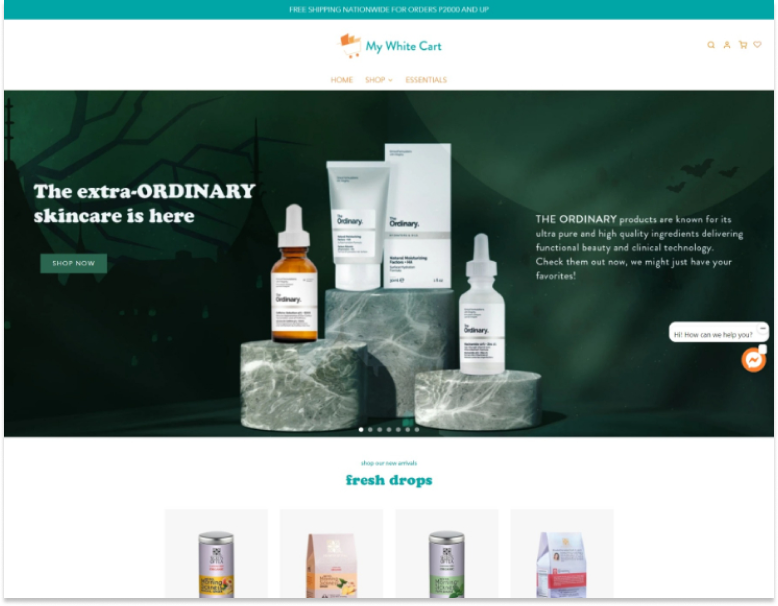 FREE SHIPPING NATIONWIDE FOR ORDERS P2000 AND UP
My White Cart
HOME SHOP ESSENTIALS
The extra-ORDINARY
skincare is here
SHOP NOW
THE ORDINARY products are known for its
ultra pure and high quality ingredients delivering
functional beauty and clinical technology.
Check them out now, we might just have your
favorites!
The
Ordinary.
The
Ordinary.
Natural Moisturizing
Factors + HA
The
Ordinary.
The
Ordinary.
Hi! How can we help you?
shop our new arrivals
fresh drops